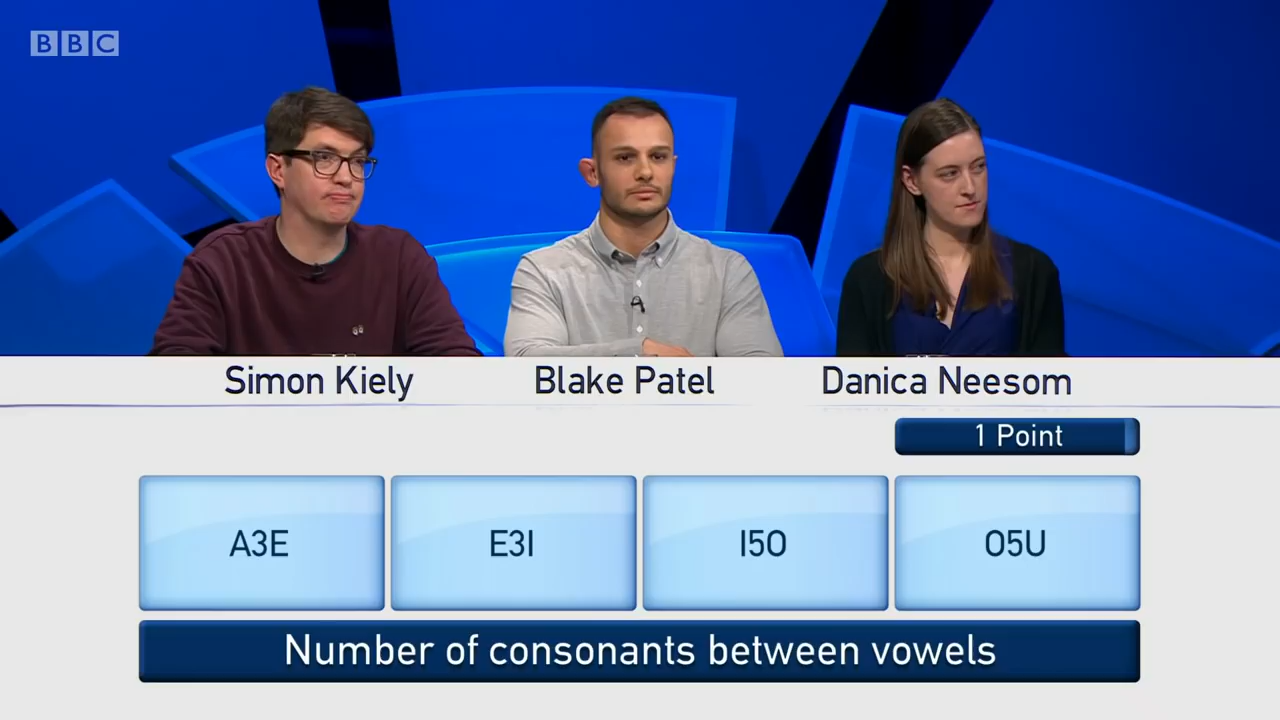 BBC
Simon Kiely Blake Patel Danica Neesom
1 Point
A3E E3I I5O O5U
Number of consonants between vowels